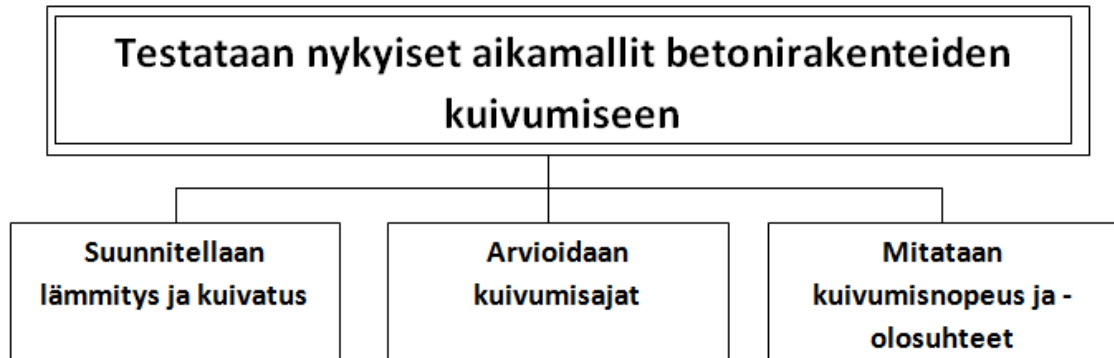 Testataan nykyiset aikamallit betonirakenteiden
kuivumiseen
Suunnitellaan
lämmitys ja kuivatus
Arvioidaan
kuivumisajat
Mitataan
kuivumisnopeus ja -
olosuhteet